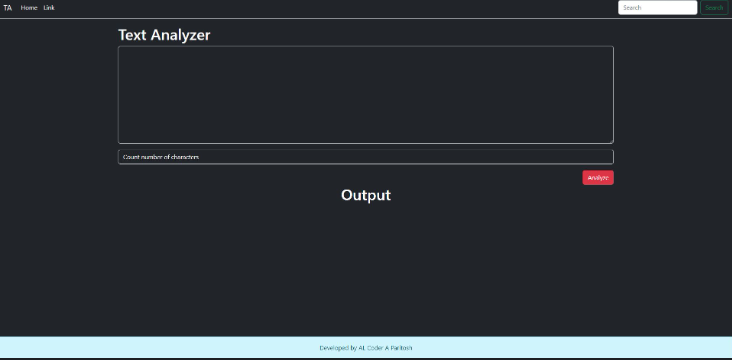 TA Home Link Search Search
Text Analyzer
Count number of characters
Analyze
Output
Developed by AL Coder A Paritosh